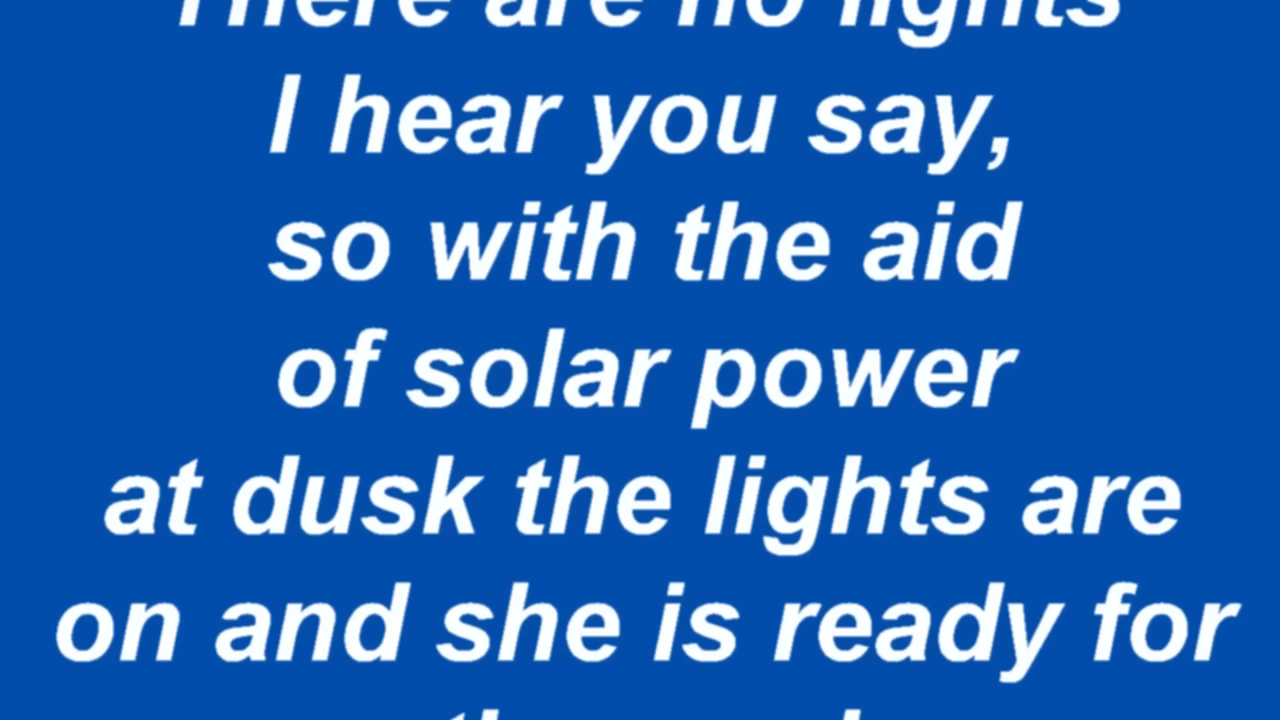 There are no lights
I hear you say,
so with the aid
of solar power
at dusk the lights are
on and she is ready for